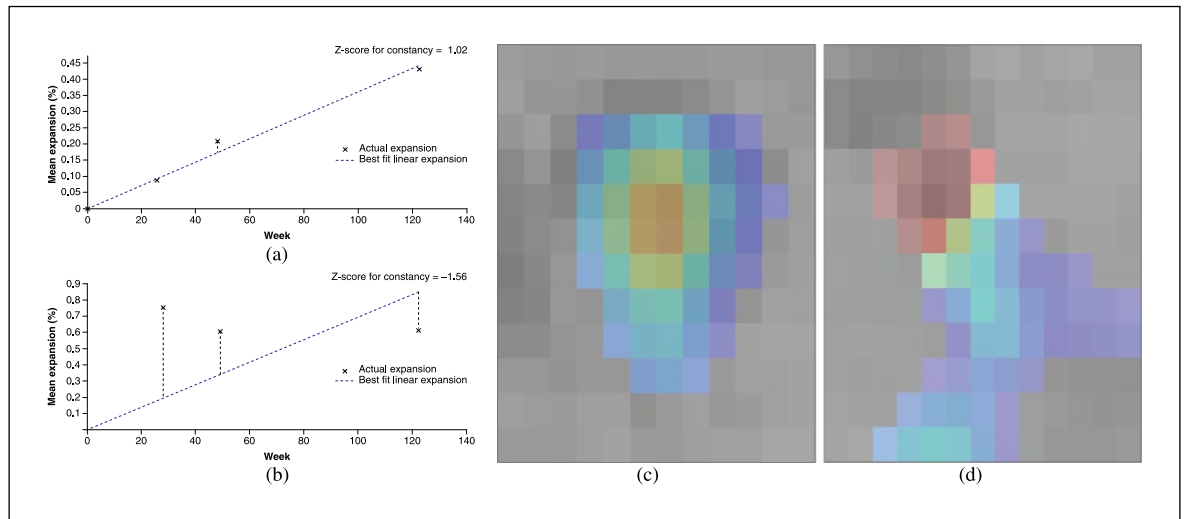 Z-score for constancy = 1.02
Mean expansion (%)
0.45
0.40
0.35
0.30
0.25
0.20
0.15
0.10
0.05
0
× Actual expansion
----- Best fit linear expansion
0 20 40 60 80 100 120 140
Week
(a)
Z-score for constancy = –1.56
Mean expansion (%)
0.9
0.8
0.7
0.6
0.5
0.4
0.3
0.2
0.1
× Actual expansion
----- Best fit linear expansion
0 20 40 60 80 100 120 140
Week
(b)
(c)
(d)